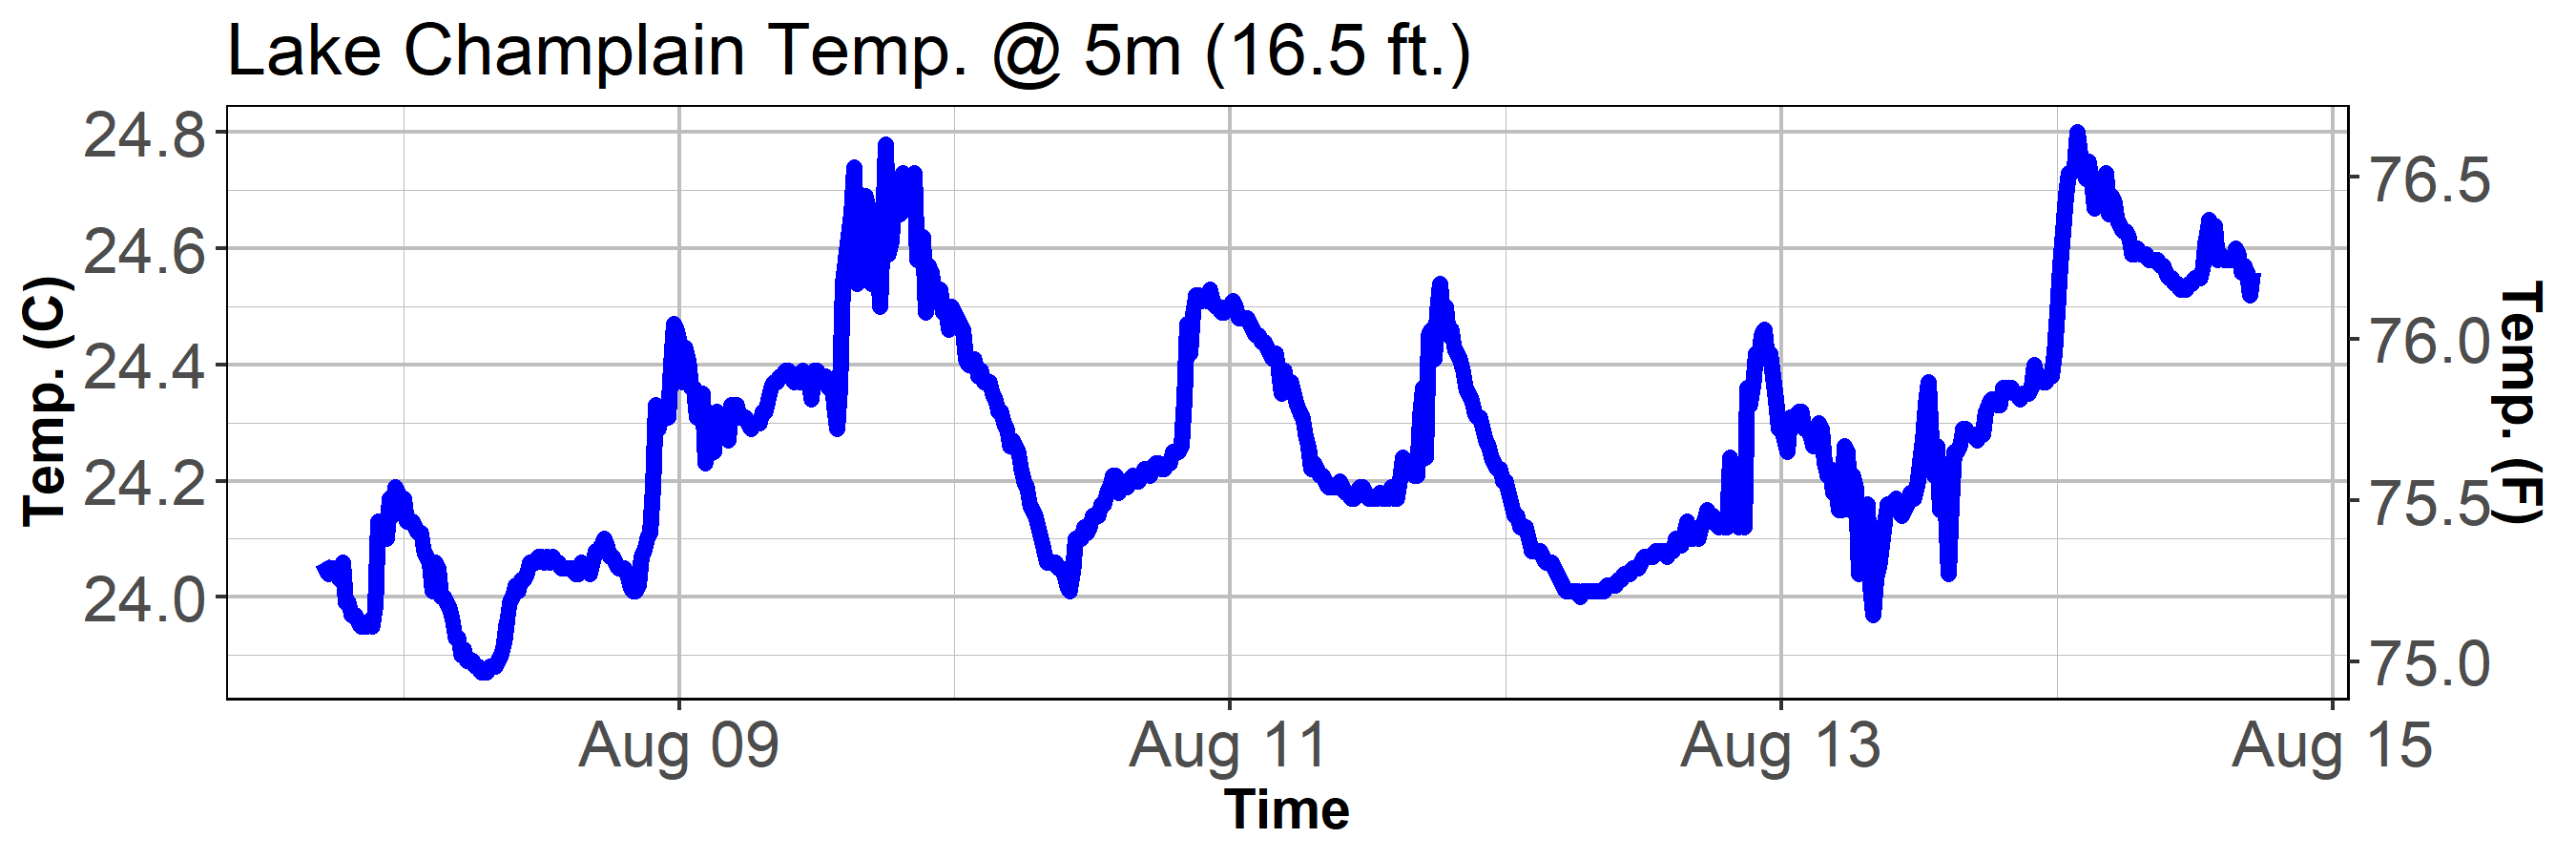 Lake Champlain Temp. @ 5m (16.5 ft.)
24.8
24.6
24.4
24.2
24.0
Temp. (C)
76.5
76.0
75.5
75.0
Temp. (F)
Aug 09 Aug 11 Aug 13 Aug 15
Time